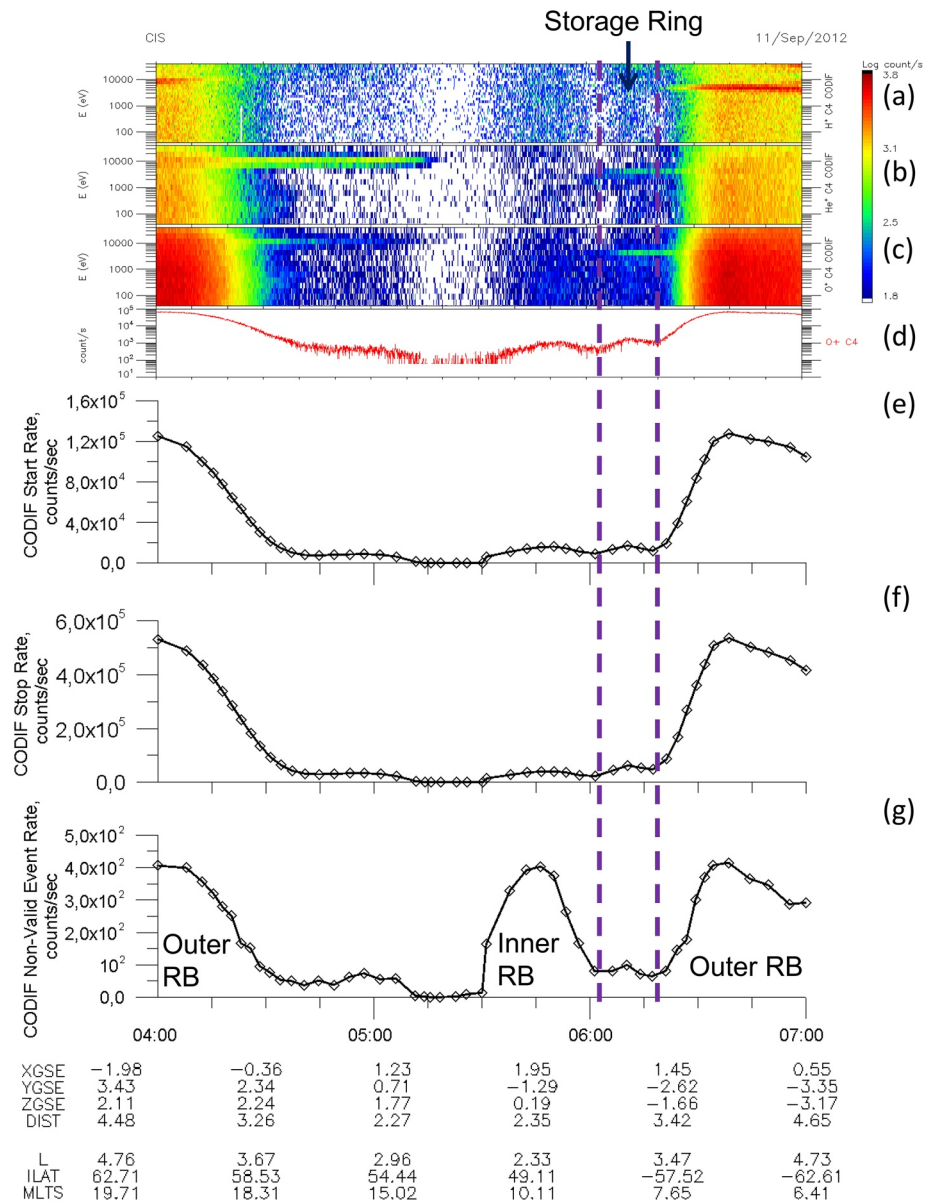 Storage Ring
CIS
11/Sep/2012
Log count/s
3.8
3.1
2.5
1.8
E (eV)
10000
1000
100
H⁺ C4 CODIF
(a)
E (eV)
10000
1000
100
He⁺ C4 CODIF
(b)
E (eV)
10000
1000
100
O⁺ C4 CODIF
(c)
count/s
10⁵
10⁴
10³
10²
10¹
O+ C4
(d)
(e)
CODIF Start Rate,
counts/sec
1,6x10⁵
1,2x10⁵
8,0x10⁴
4,0x10⁴
0,0
(f)
CODIF Stop Rate,
counts/sec
6,0x10⁵
4,0x10⁵
2,0x10⁵
0,0
(g)
CODIF Non-Valid Event Rate,
counts/sec
5,0x10²
4,0x10²
3,0x10²
2,0x10²
10²
0,0
Outer
RB
Inner
RB
Outer RB
04:00 05:00 06:00 07:00
XGSE −1.98 −0.36 1.23 1.95 1.45 0.55
YGSE 3.43 2.34 0.71 −1.29 −2.62 −3.35
ZGSE 2.11 2.24 1.77 0.19 −1.66 −3.17
DIST 4.48 3.26 2.27 2.35 3.42 4.65
L 4.76 3.67 2.96 2.33 3.47 4.73
ILAT 62.71 58.53 54.44 49.11 −57.52 −62.61
MLTS 19.71 18.31 15.02 10.11 7.65 6.41